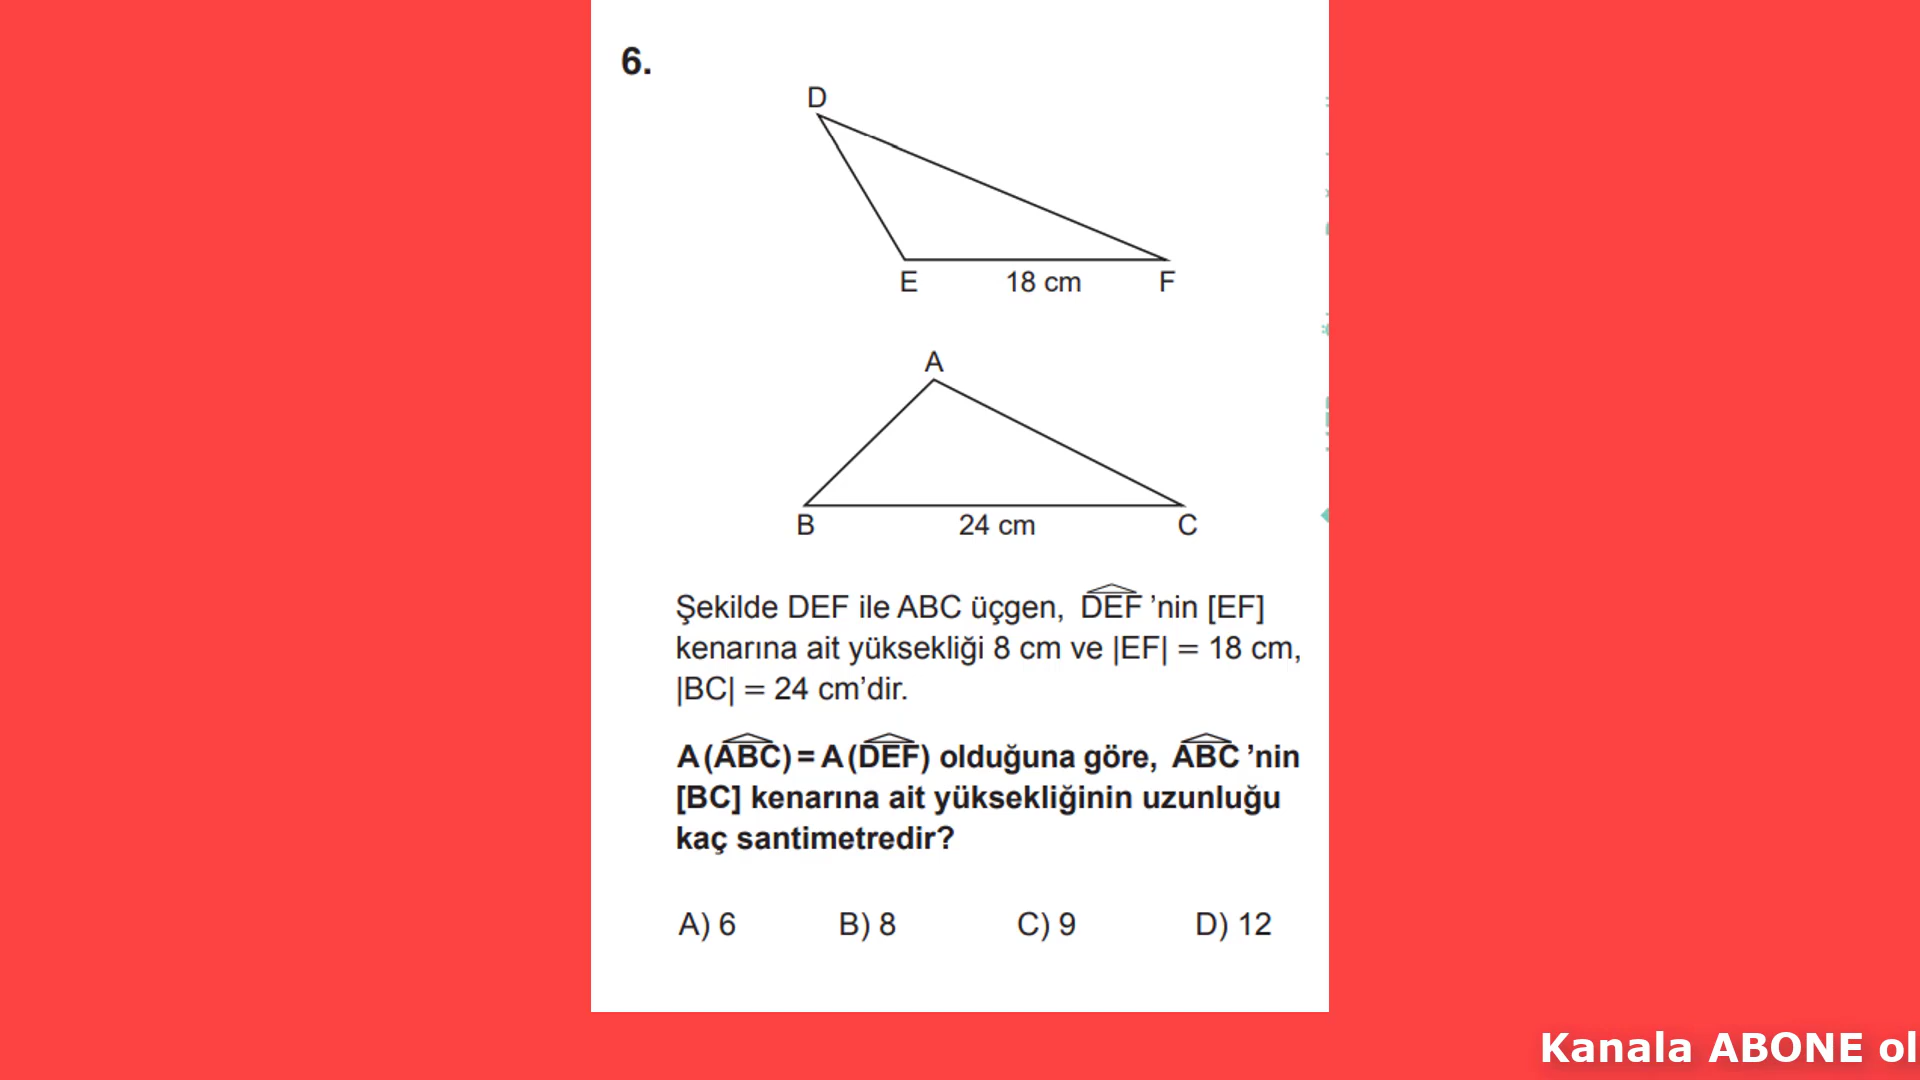 6.
D
E 18 cm F
A
B 24 cm C
Şekilde DEF ile ABC üçgen, DEF ’nin [EF]
kenarına ait yüksekliği 8 cm ve |EF| = 18 cm,
|BC| = 24 cm’dir.
A(ABC) = A(DEF) olduğuna göre, ABC ’nin
[BC] kenarına ait yüksekliğinin uzunluğu
kaç santimetredir?
A) 6 B) 8 C) 9 D) 12
Kanala ABONE ol